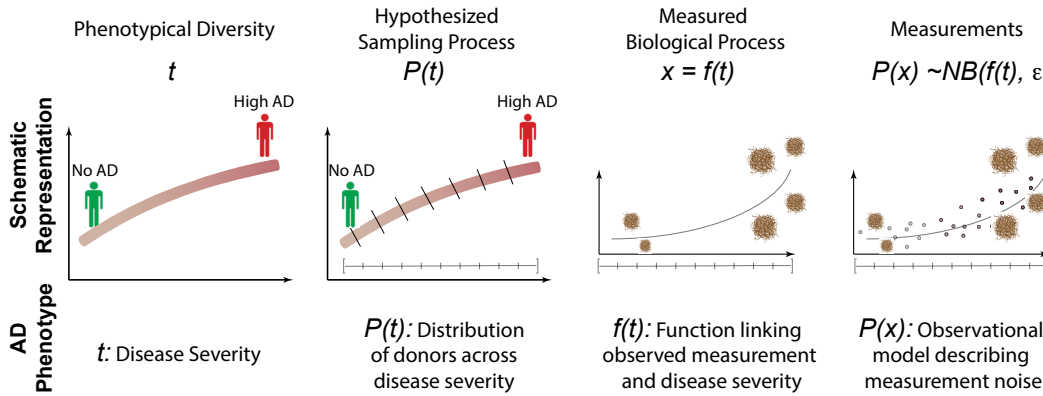 Phenotypical Diversity
t
Hypothesized
Sampling Process
P(t)
Measured
Biological Process
x = f(t)
Measurements
P(x) ~NB(f(t), ε
Schematic
Representation
No AD
High AD
No AD
High AD
AD
Phenotype
t: Disease Severity
P(t): Distribution
of donors across
disease severity
f(t): Function linking
observed measurement
and disease severity
P(x): Observational
model describing
measurement noise